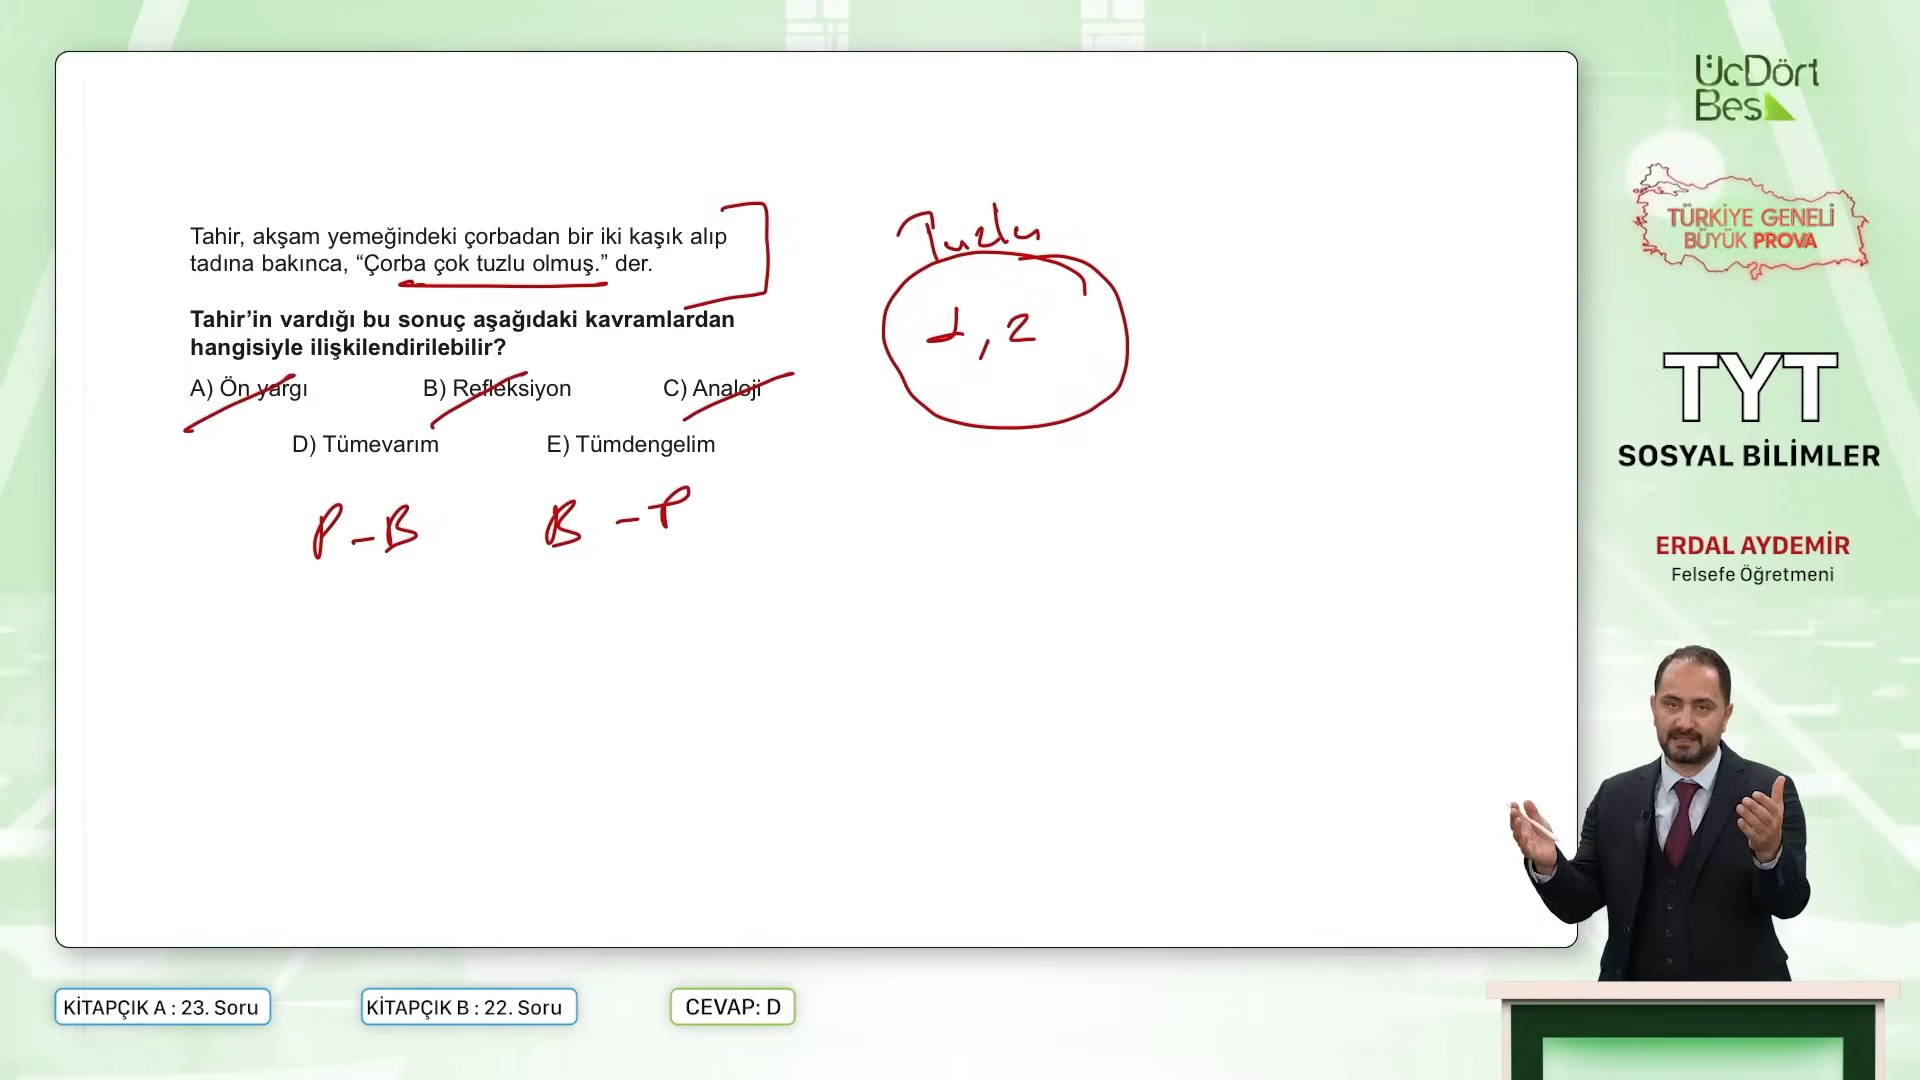 Tahir, akşam yemeğindeki çorbadan bir iki kaşık alıp
tadına bakınca, “Çorba çok tuzlu olmuş.” der.
Tahir’in vardığı bu sonuç aşağıdaki kavramlardan
hangisiyle ilişkilendirilebilir?
A) Ön yargı B) Refleksiyon C) Analoji
D) Tümevarım E) Tümdengelim
P - B B - P
Tuzlu
1, 2
ÜçDört
Beş
TÜRKİYE GENELİ
BÜYÜK PROVA
TYT
SOSYAL BİLİMLER
ERDAL AYDEMİR
Felsefe Öğretmeni
KİTAPÇIK A : 23. Soru KİTAPÇIK B : 22. Soru CEVAP: D